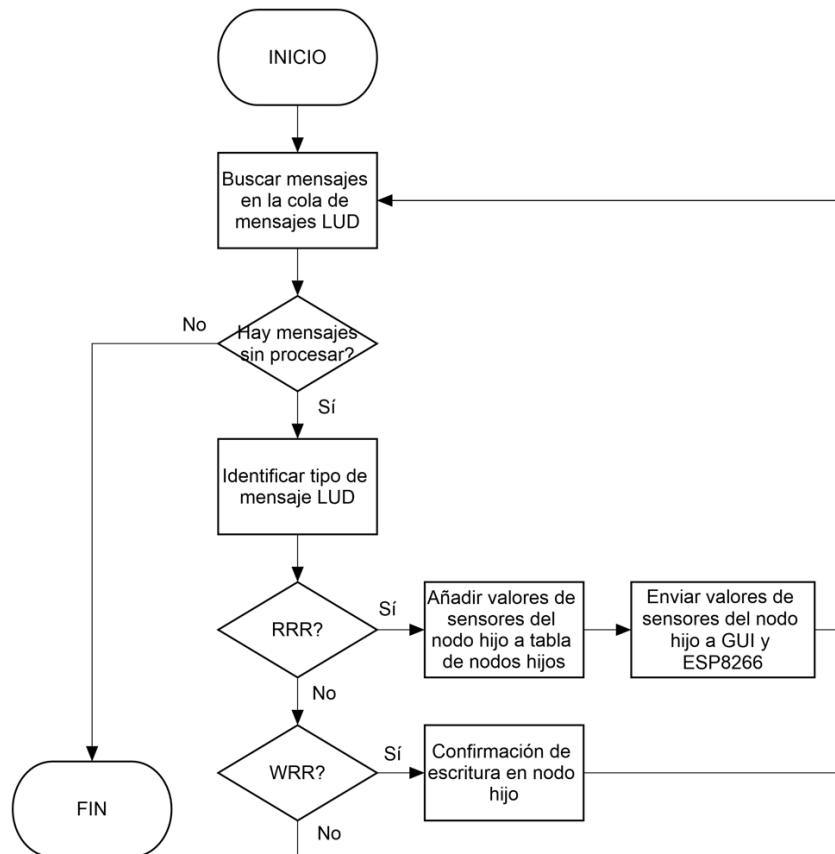 INICIO
Buscar mensajes
en la cola de
mensajes LUD
No
Hay mensajes
sin procesar?
Sí
Identificar tipo de
mensaje LUD
RRR?
Sí
Añadir valores de
sensores del
nodo hijo a tabla
de nodos hijos
Enviar valores de
sensores del nodo
hijo a GUI y
ESP8266
No
WRR?
Sí
Confirmación de
escritura en nodo
hijo
FIN
No